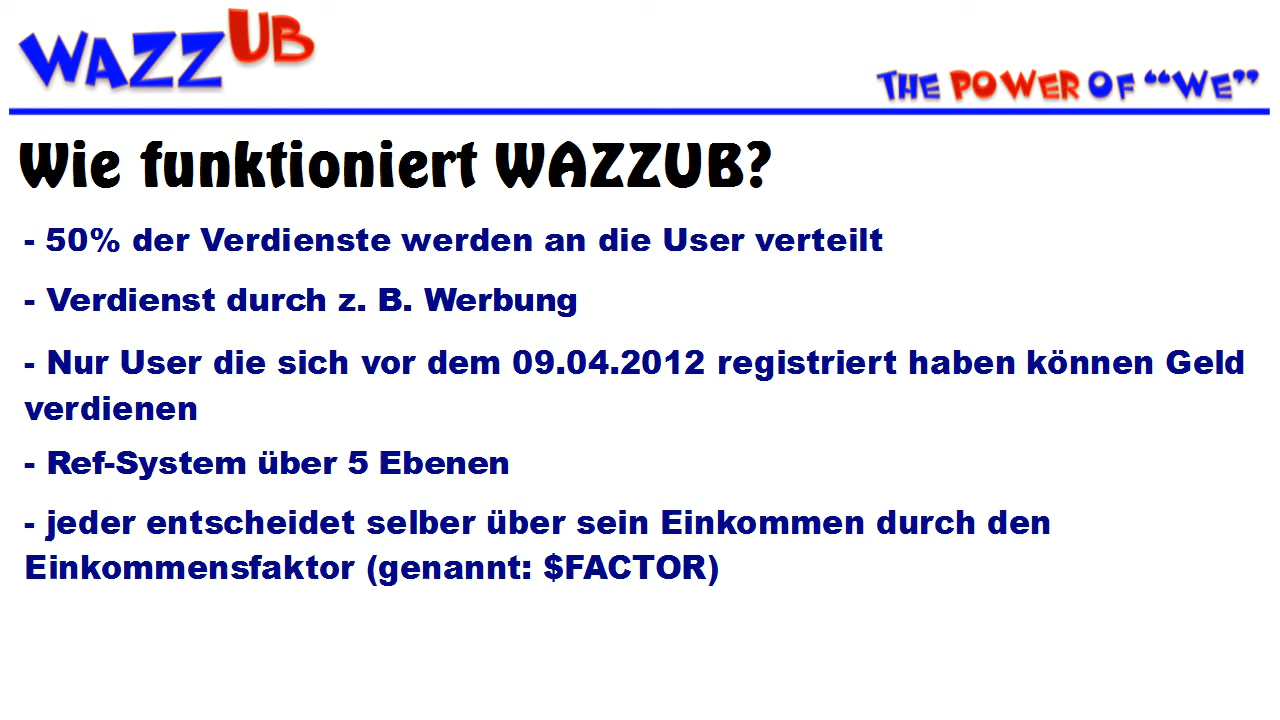 WAZZUB
THE POWER OF “WE”
Wie funktioniert WAZZUB?
- 50% der Verdienste werden an die User verteilt
- Verdienst durch z. B. Werbung
- Nur User die sich vor dem 09.04.2012 registriert haben können Geld
verdienen
- Ref-System über 5 Ebenen
- jeder entscheidet selber über sein Einkommen durch den
Einkommensfaktor (genannt: $FACTOR)